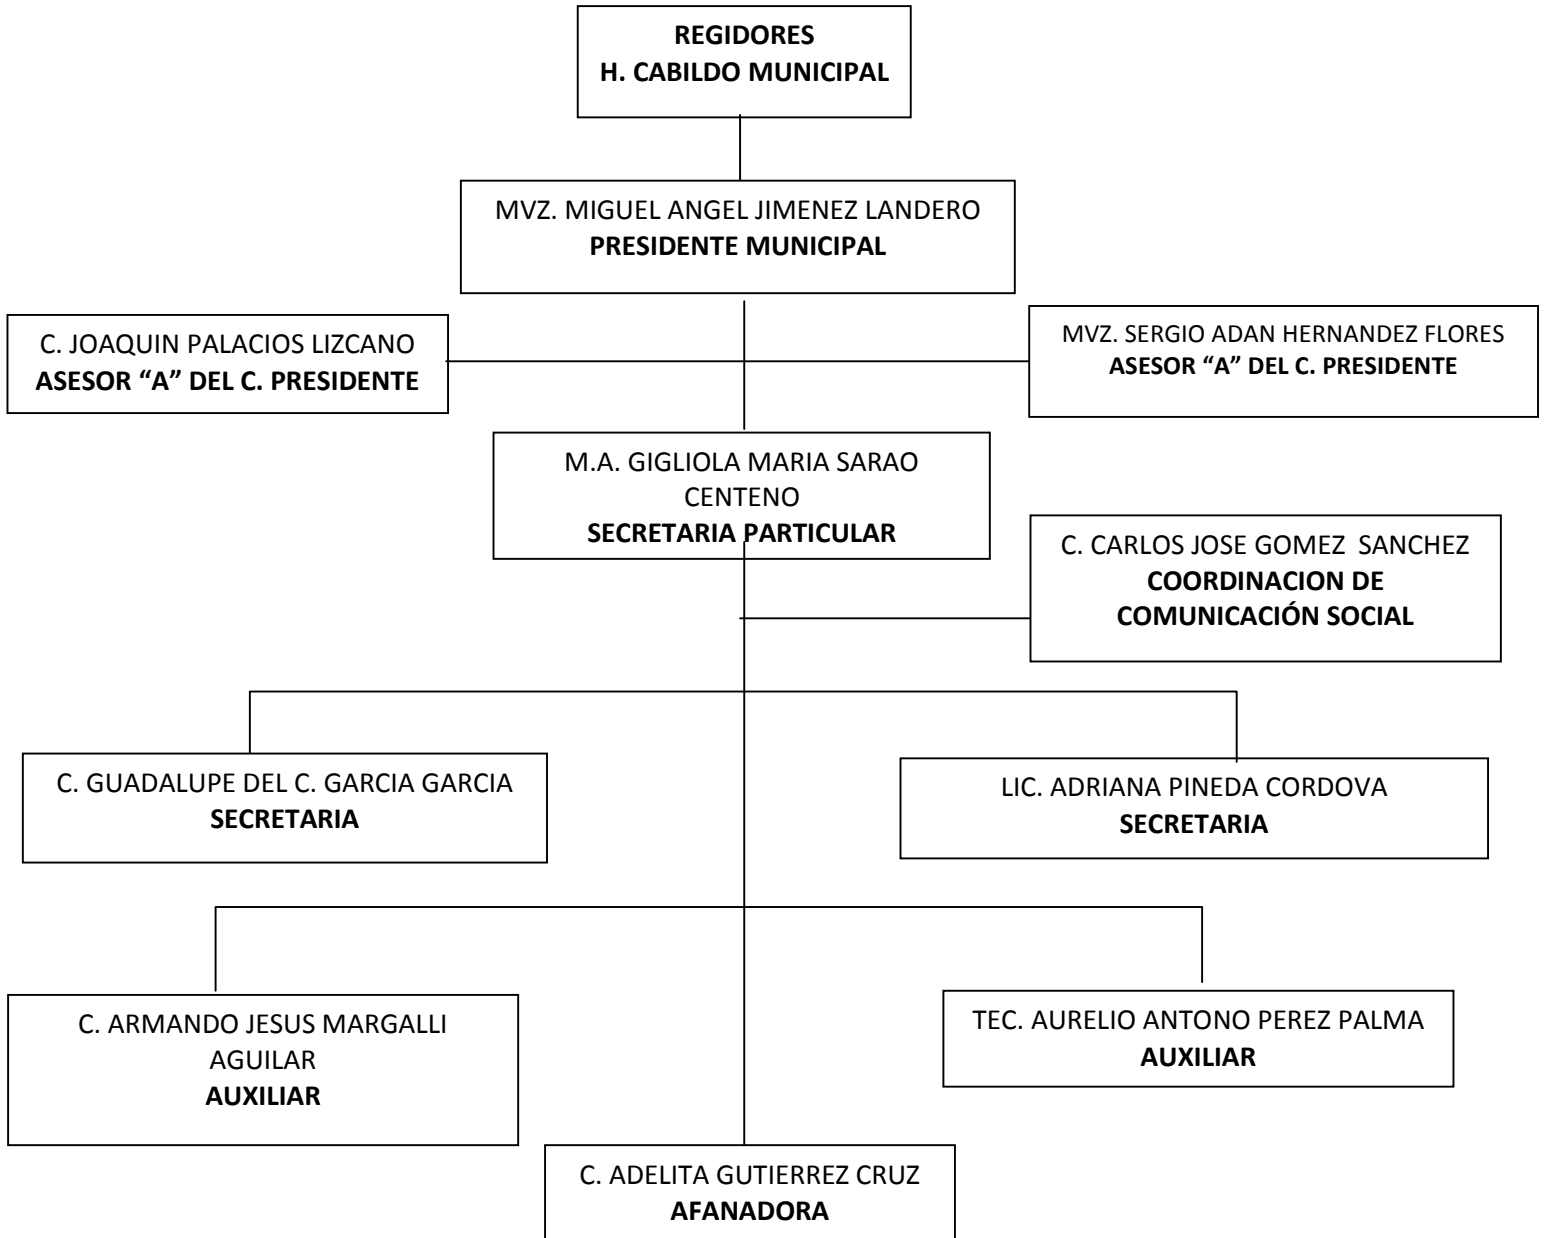 REGIDORES
H. CABILDO MUNICIPAL
MVZ. MIGUEL ANGEL JIMENEZ LANDERO
PRESIDENTE MUNICIPAL
C. JOAQUIN PALACIOS LIZCANO
ASESOR “A” DEL C. PRESIDENTE
MVZ. SERGIO ADAN HERNANDEZ FLORES
ASESOR “A” DEL C. PRESIDENTE
M.A. GIGLIOLA MARIA SARAO
CENTENO
SECRETARIA PARTICULAR
C. CARLOS JOSE GOMEZ SANCHEZ
COORDINACION DE
COMUNICACIÓN SOCIAL
C. GUADALUPE DEL C. GARCIA GARCIA
SECRETARIA
LIC. ADRIANA PINEDA CORDOVA
SECRETARIA
C. ARMANDO JESUS MARGALLI
AGUILAR
AUXILIAR
TEC. AURELIO ANTONO PEREZ PALMA
AUXILIAR
C. ADELITA GUTIERREZ CRUZ
AFANADORA